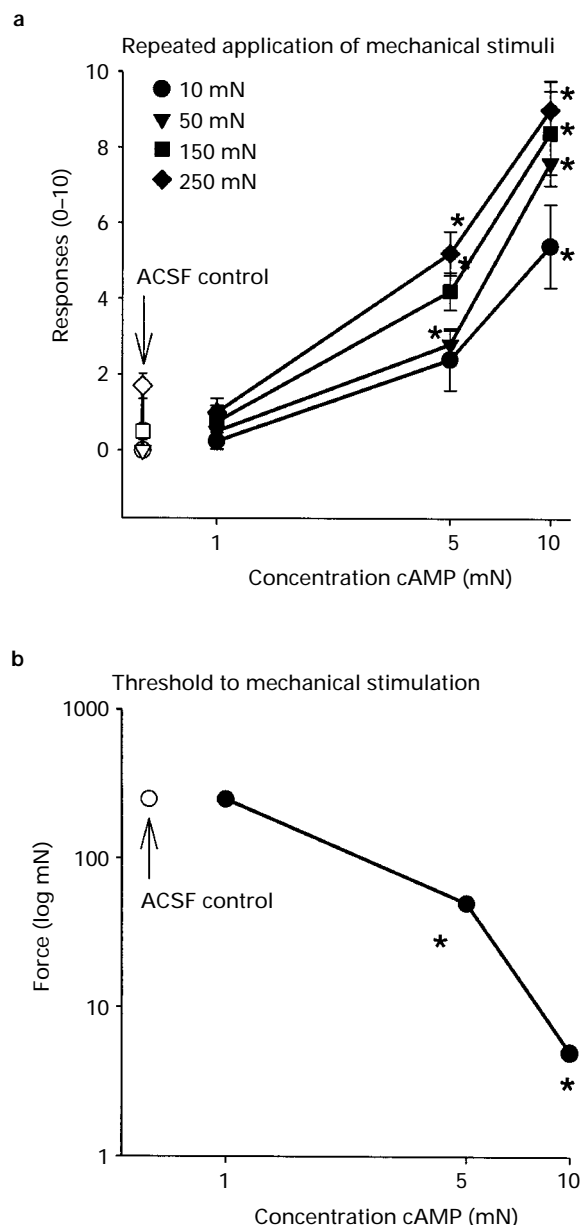 a
Repeated application of mechanical stimuli
10
8
6
4
2
0
Responses (0–10)
10 mN
50 mN
150 mN
250 mN
ACSF control
*
*
*
*
*
*
*
1
5
10
Concentration cAMP (mN)
b
Threshold to mechanical stimulation
1000
100
10
1
Force (log mN)
ACSF control
*
*
1
5
10
Concentration cAMP (mN)